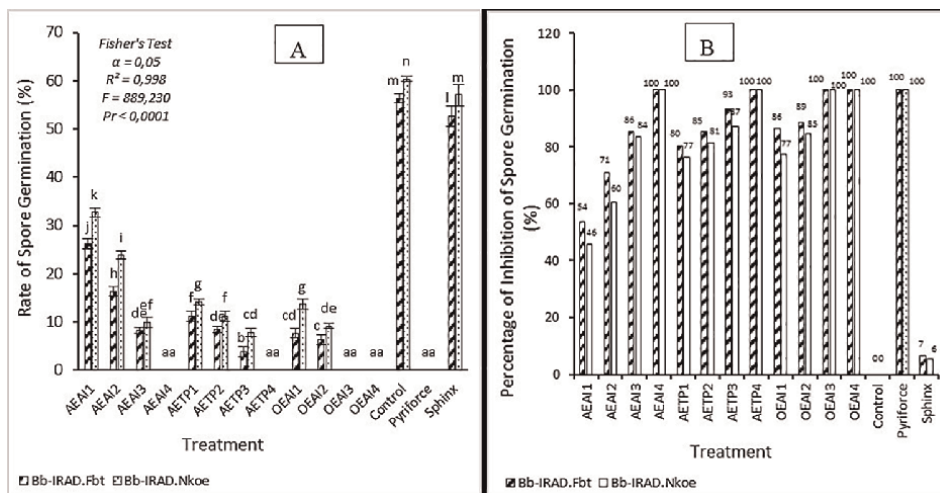 A
Fisher's Test
α = 0,05
R² = 0,998
F = 889,230
Pr < 0,0001
Rate of Spore Germination (%)
70
60
50
40
30
20
10
0
j k h i de ef aa f g de f b cd aa cd g c de aa aa m n aa l m
AEAI1 AEAI2 AEAI3 AEAI4 AETP1 AETP2 AETP3 AETP4 OEAI1 OEAI2 OEAI3 OEAI4 Control Pyriforce Sphinx
Treatment
Bb-IRAD.Fbt Bb-IRAD.Nkoe
B
Percentage of Inhibition of Spore Germination (%)
120
100
80
60
40
20
0
54 46 71 60 86 84 100 100 80 77 85 81 93 87 100 100 86 77 89 85 100 100 100 100 00 100 100 7 6
AEAI1 AEAI2 AEAI3 AEAI4 AETP1 AETP2 AETP3 AETP4 OEAI1 OEAI2 OEAI3 OEAI4 Control Pyriforce Sphinx
Treatment
Bb-IRAD.Fbt Bb-IRAD.Nkoe